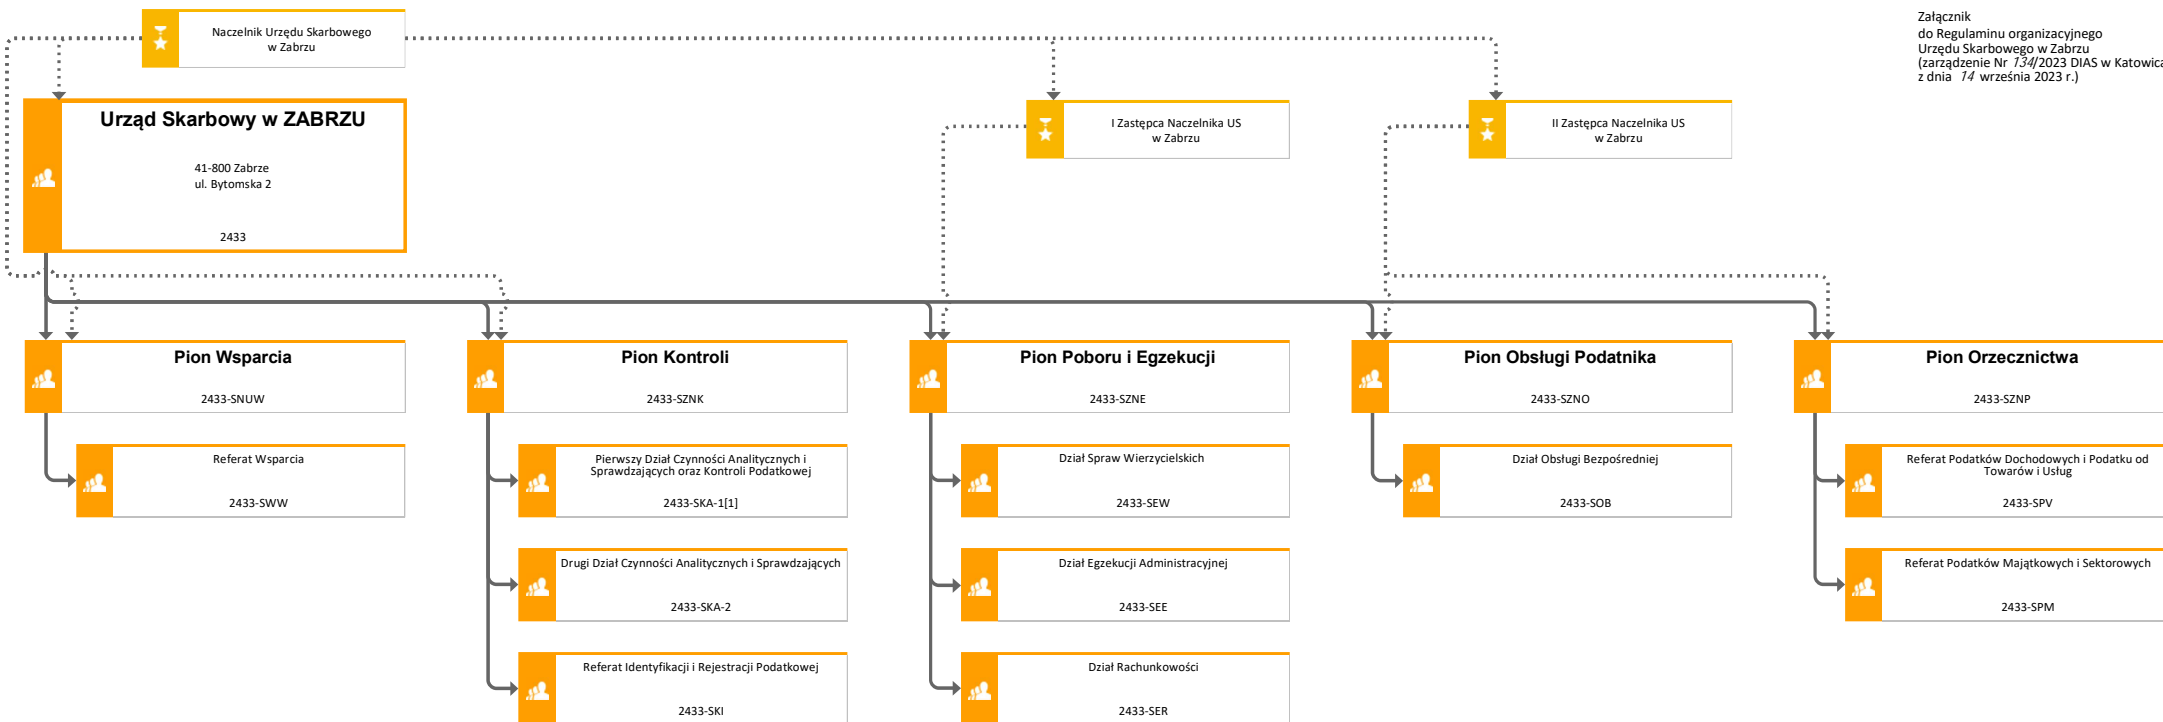 Naczelnik Urzędu Skarbowego
w Zabrzu
Załącznik
do Regulaminu organizacyjnego
Urzędu Skarbowego w Zabrzu
(zarządzenie Nr 134/2023 DIAS w Katowica
z dnia 14 września 2023 r.)
Urząd Skarbowy w ZABRZU
41-800 Zabrze
ul. Bytomska 2
2433
I Zastępca Naczelnika US
w Zabrzu
II Zastępca Naczelnika US
w Zabrzu
Pion Wsparcia
2433-SNUW
Pion Kontroli
2433-SZNK
Pion Poboru i Egzekucji
2433-SZNE
Pion Obsługi Podatnika
2433-SZNO
Pion Orzecznictwa
2433-SZNP
Referat Wsparcia
2433-SWW
Pierwszy Dział Czynności Analitycznych i
Sprawdzających oraz Kontroli Podatkowej
2433-SKA-1[1]
Dział Spraw Wierzycielskich
2433-SEW
Dział Obsługi Bezpośredniej
2433-SOB
Referat Podatków Dochodowych i Podatku od
Towarów i Usług
2433-SPV
Drugi Dział Czynności Analitycznych i Sprawdzających
2433-SKA-2
Dział Egzekucji Administracyjnej
2433-SEE
Referat Podatków Majątkowych i Sektorowych
2433-SPM
Referat Identyfikacji i Rejestracji Podatkowej
2433-SKI
Dział Rachunkowości
2433-SER